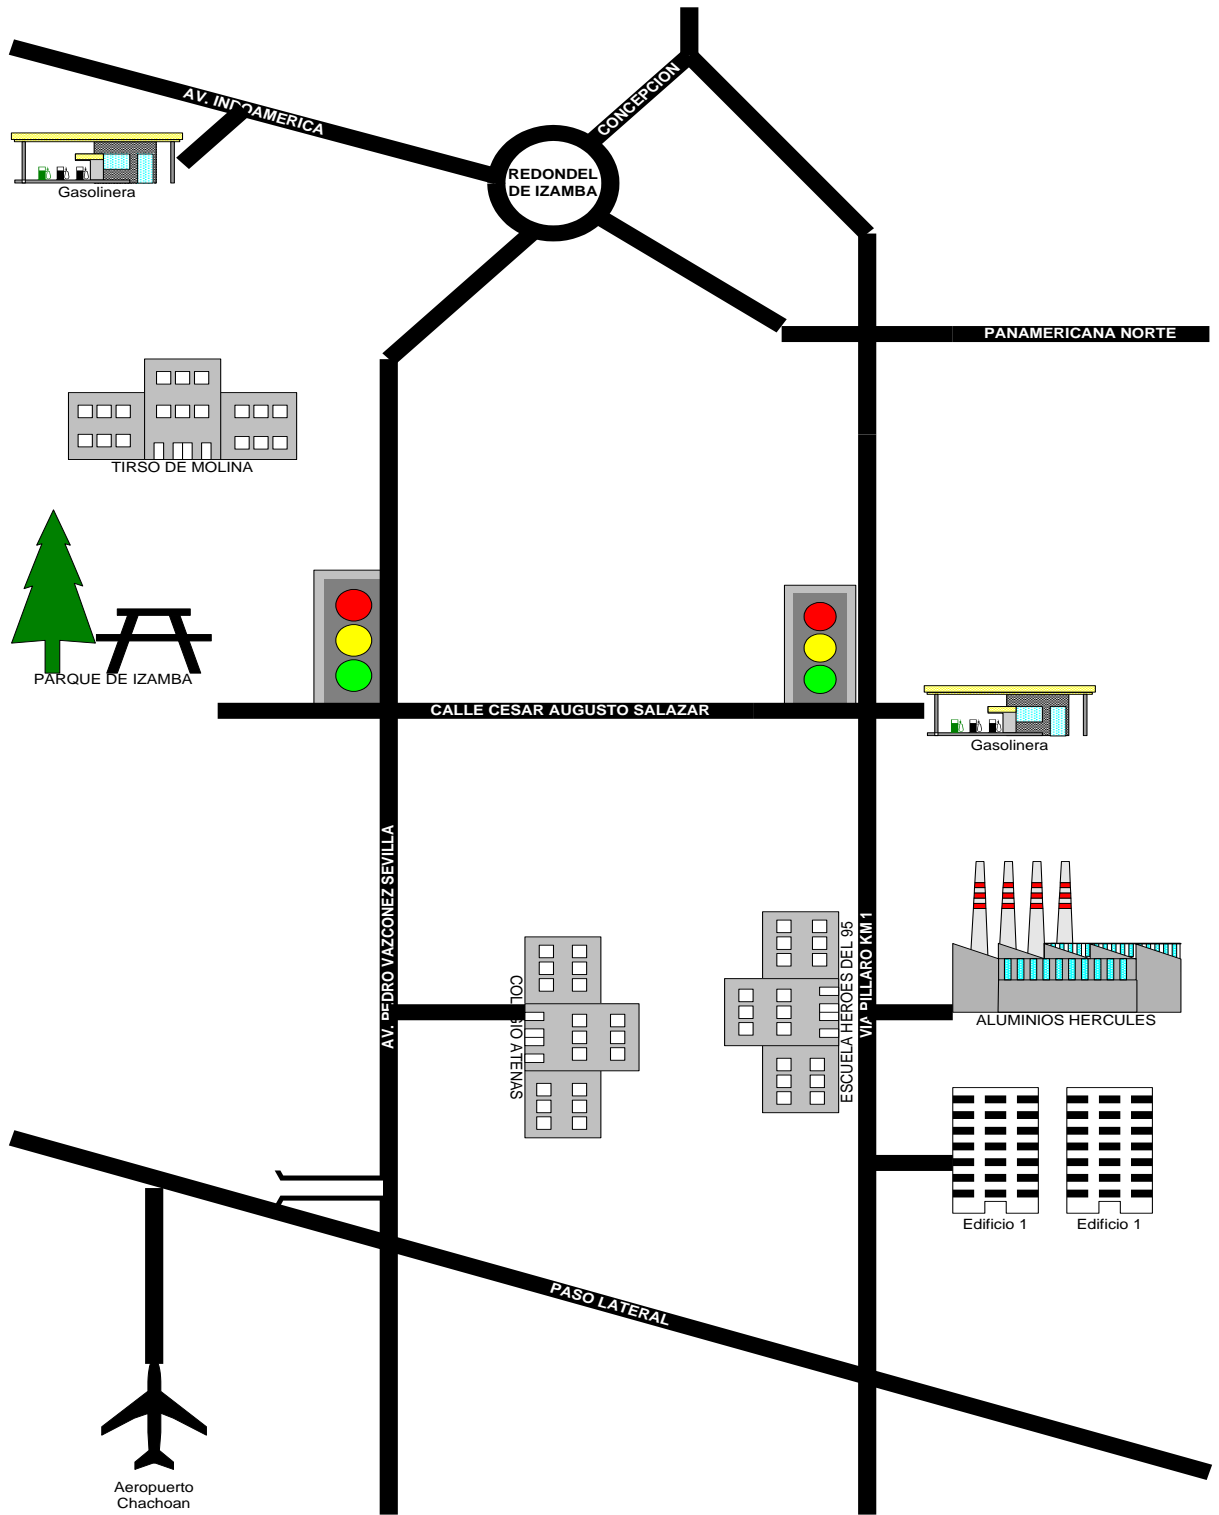 CONCEPCION
AV. INDOAMERICA
REDONDEL
DE IZAMBA
Gasolinera
PANAMERICANA NORTE
TIRSO DE MOLINA
PARQUE DE IZAMBA
CALLE CESAR AUGUSTO SALAZAR
Gasolinera
AV. PEDRO VAZCONEZ SEVILLA
COLEGIO ATENAS
ESCUELA HEROES DEL 95
VIA PILLARO KM 1
ALUMINIOS HERCULES
Edificio 1
Edificio 1
PASO LATERAL
Aeropuerto
Chachoan